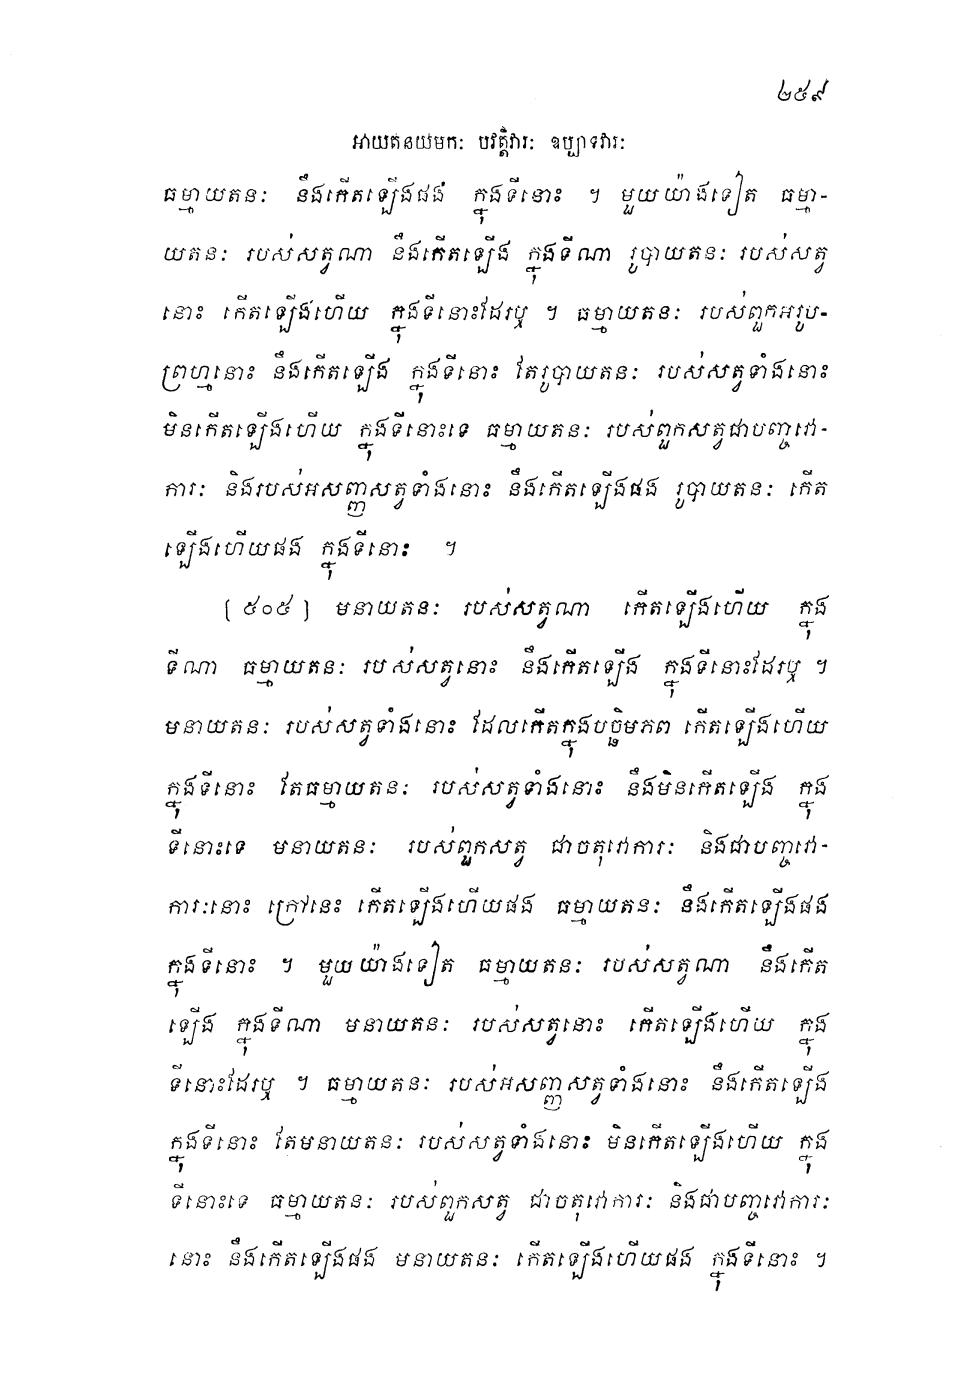 ២៥៩
អាយតនយមកៈ បវត្តិវារៈ ឧប្បាទវារៈ
ធម្មាយតនៈ នឹងកើតឡើងផង ក្នុងទីនោះ ។ មួយយ៉ាងទៀត ធម្មា-
យតនៈ របស់សត្វណា នឹងកើតឡើង ក្នុងទីណា រូបាយតនៈ របស់សត្វ
នោះ កើតឡើងហើយ ក្នុងទីនោះដែរឬ ។ ធម្មាយតនៈ របស់ពួកអរូប-
ព្រហ្មនោះ នឹងកើតឡើង ក្នុងទីនោះ តែរូបាយតនៈ របស់សត្វទាំងនោះ
មិនកើតឡើងហើយ ក្នុងទីនោះទេ ធម្មាយតនៈ របស់ពួកសត្វជាបញ្ចវោ-
ការៈ និងរបស់អសញ្ញសត្វទាំងនោះ នឹងកើតឡើងផង រូបាយតនៈ កើត
ឡើងហើយផង ក្នុងទីនោះ ។
[៥០៥] មនាយតនៈ របស់សត្វណា កើតឡើងហើយ ក្នុង
ទីណា ធម្មាយតនៈ របស់សត្វនោះ នឹងកើតឡើង ក្នុងទីនោះដែរឬ ។
មនាយតនៈ របស់សត្វទាំងនោះ ដែលកើតក្នុងបច្ឆិមភព កើតឡើងហើយ
ក្នុងទីនោះ តែធម្មាយតនៈ របស់សត្វទាំងនោះ នឹងមិនកើតឡើង ក្នុង
ទីនោះទេ មនាយតនៈ របស់ពួកសត្វ ជាចតុវោការៈ និងជាបញ្ចវោ-
ការៈនោះ ក្រៅនេះ កើតឡើងហើយផង ធម្មាយតនៈ នឹងកើតឡើងផង
ក្នុងទីនោះ ។ មួយយ៉ាងទៀត ធម្មាយតនៈ របស់សត្វណា នឹងកើត
ឡើង ក្នុងទីណា មនាយតនៈ របស់សត្វនោះ កើតឡើងហើយ ក្នុង
ទីនោះដែរឬ ។ ធម្មាយតនៈ របស់អសញ្ញសត្វទាំងនោះ នឹងកើតឡើង
ក្នុងទីនោះ តែមនាយតនៈ របស់សត្វទាំងនោះ មិនកើតឡើងហើយ ក្នុង
ទីនោះទេ ធម្មាយតនៈ របស់ពួកសត្វ ជាចតុវោការៈ និងជាបញ្ចវោការៈ
នោះ នឹងកើតឡើងផង មនាយតនៈ កើតឡើងហើយផង ក្នុងទីនោះ ។